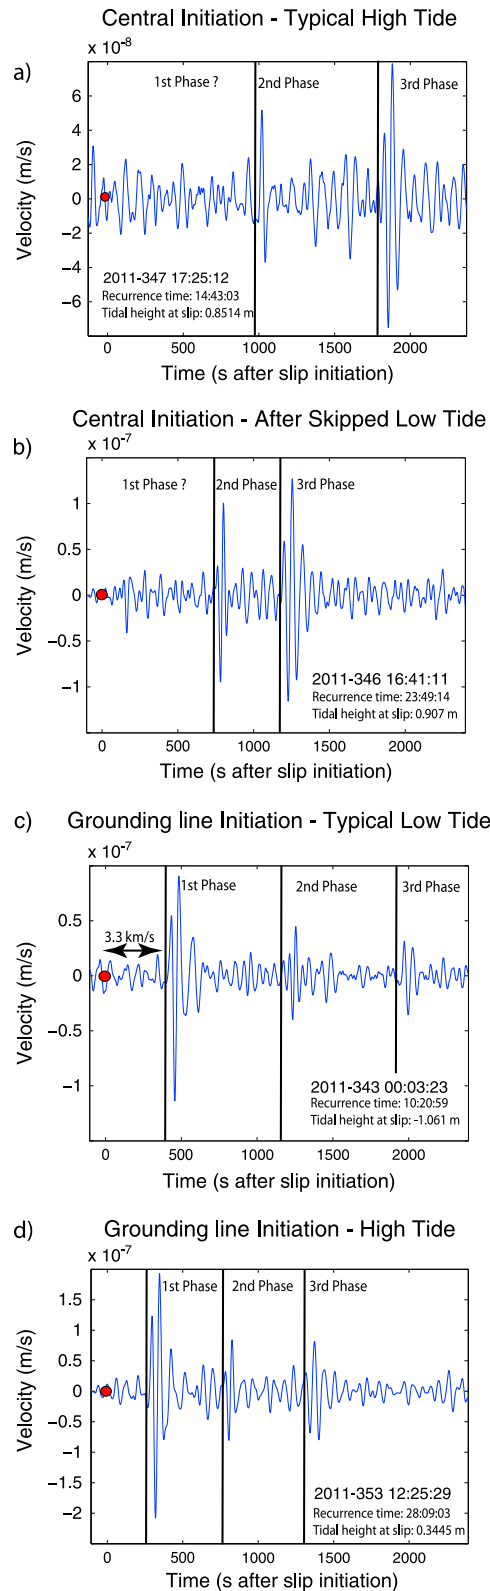 Central Initiation - Typical High Tide
a)
x 10⁻⁸
1st Phase ?
2nd Phase
3rd Phase
8
6
4
2
0
−2
−4
−6
Velocity (m/s)
2011-347 17:25:12
Recurrence time: 14:43:03
Tidal height at slip: 0.8514 m
0 500 1000 1500 2000
Time (s after slip initiation)
Central Initiation - After Skipped Low Tide
b)
x 10⁻⁷
1st Phase ?
2nd Phase
3rd Phase
1
0.5
0
−0.5
−1
Velocity (m/s)
2011-346 16:41:11
Recurrence time: 23:49:14
Tidal height at slip: 0.907 m
0 500 1000 1500 2000
Time (s after slip initiation)
c)
Grounding line Initiation - Typical Low Tide
x 10⁻⁷
1st Phase
2nd Phase
3rd Phase
3.3 km/s
0.5
0
−0.5
−1
Velocity (m/s)
2011-343 00:03:23
Recurrence time: 10:20:59
Tidal height at slip: -1.061 m
0 500 1000 1500 2000
Time (s after slip initiation)
d)
Grounding line Initiation - High Tide
x 10⁻⁷
1st Phase
2nd Phase
3rd Phase
1.5
1
0.5
0
−0.5
−1
−1.5
−2
Velocity (m/s)
2011-353 12:25:29
Recurrence time: 28:09:03
Tidal height at slip: 0.3445 m
0 500 1000 1500 2000
Time (s after slip initiation)